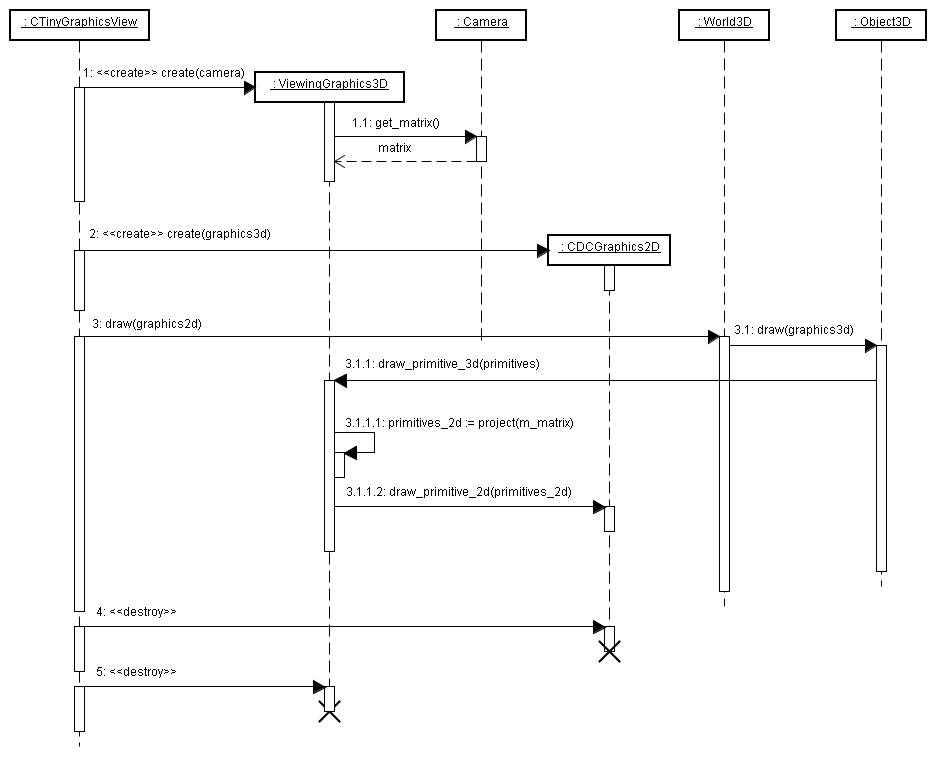 : CTinyGraphicsView
: Camera
: World3D
: Object3D
1: <<create>> create(camera)
: ViewingGraphics3D
1.1: get_matrix()
matrix
2: <<create>> create(graphics3d)
: CDCGraphics2D
3: draw(graphics2d)
3.1: draw(graphics3d)
3.1.1: draw_primitive_3d(primitives)
3.1.1.1: primitives_2d := project(m_matrix)
3.1.1.2: draw_primitive_2d(primitives_2d)
4: <<destroy>>
5: <<destroy>>